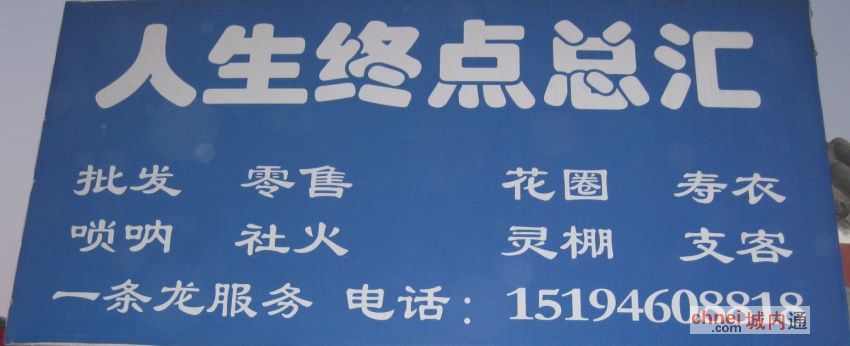 人生终点总汇
批发 零售 花圈 寿衣
唢呐 社火 灵棚 支客
一条龙服务 电话：15194608818
chnei城内通
.com